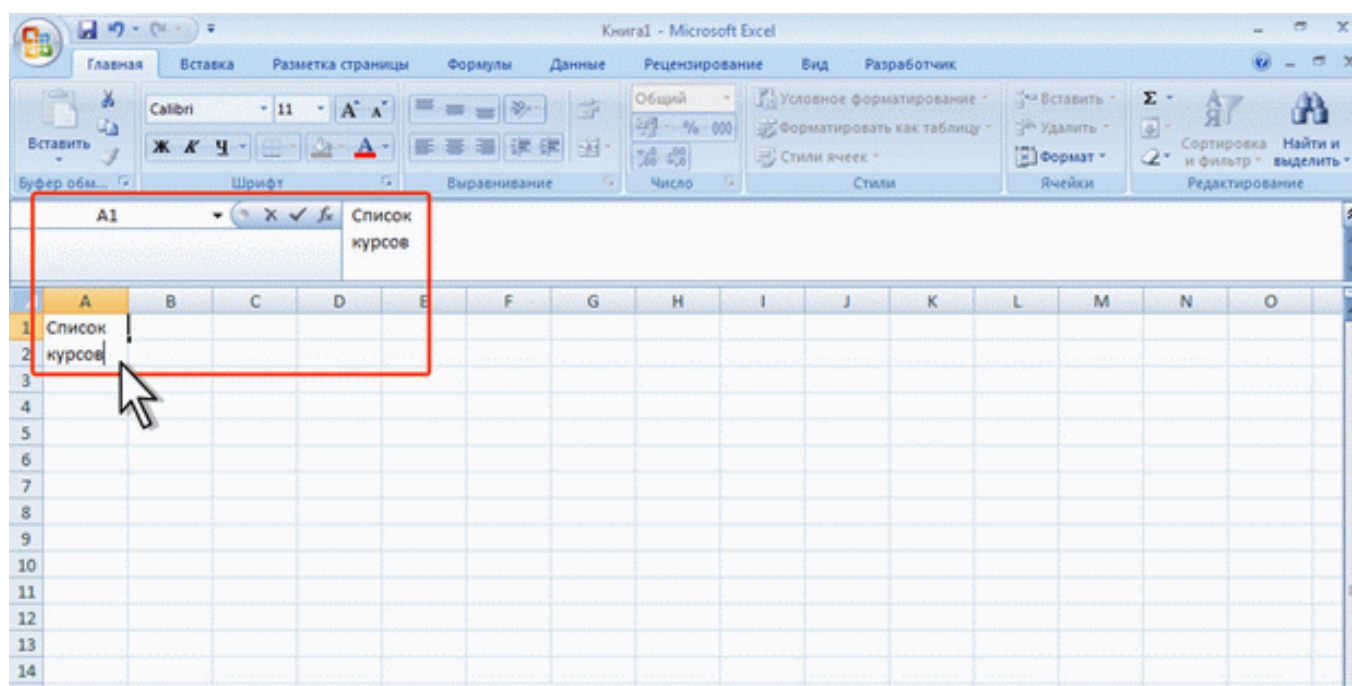 Книга1 - Microsoft Excel
Главная Вставка Разметка страницы Формулы Данные Рецензирование Вид Разработчик
Вставить
Calibri 11 A A
Ж К Ч A
Общий
% 000
Условное форматирование
Форматировать как таблицу
Стили ячеек
Вставить
Удалить
Формат
Σ
Сортировка и фильтр
Найти и выделить
Буфер обм... Шрифт Выравнивание Число Стили Ячейки Редактирование
A1 fx Список
курсов
A B C D E F G H I J K L M N O
1 Список
2 курсов
3
4
5
6
7
8
9
10
11
12
13
14